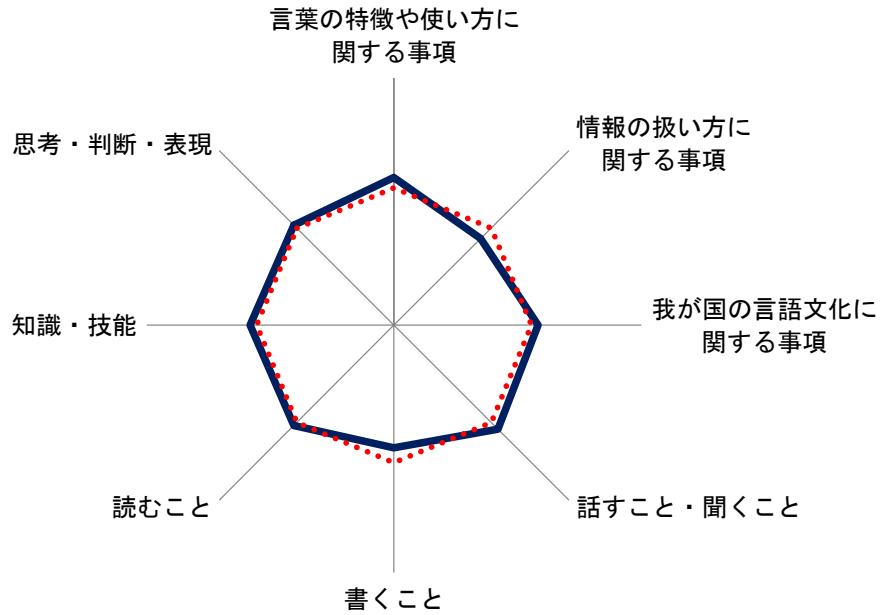 言葉の特徴や使い方に
関する事項
情報の扱い方に
関する事項
我が国の言語文化に
関する事項
話すこと・聞くこと
書くこと
読むこと
知識・技能
思考・判断・表現